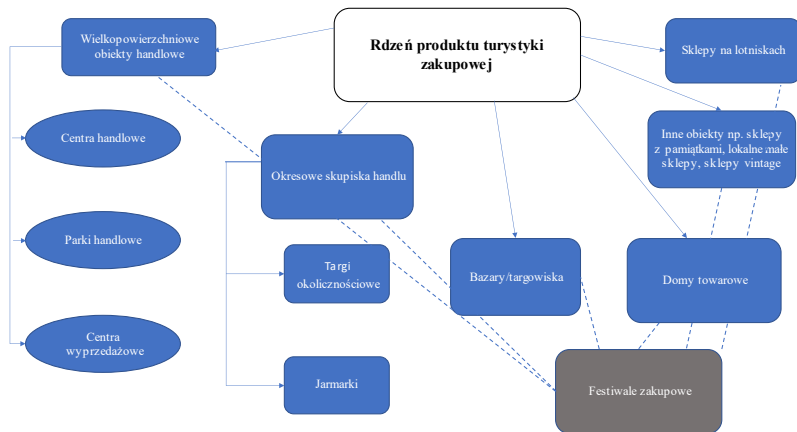 Wielkopowierzchniowe
obiekty handlowe
Rdzeń produktu turystyki
zakupowej
Sklepy na lotniskach
Centra handlowe
Inne obiekty np. sklepy
z pamiątkami, lokalne małe
sklepy, sklepy vintage
Okresowe skupiska handlu
Parki handlowe
Targi
okolicznościowe
Bazary/targowiska
Domy towarowe
Centra
wyprzedażowe
Jarmarki
Festiwale zakupowe